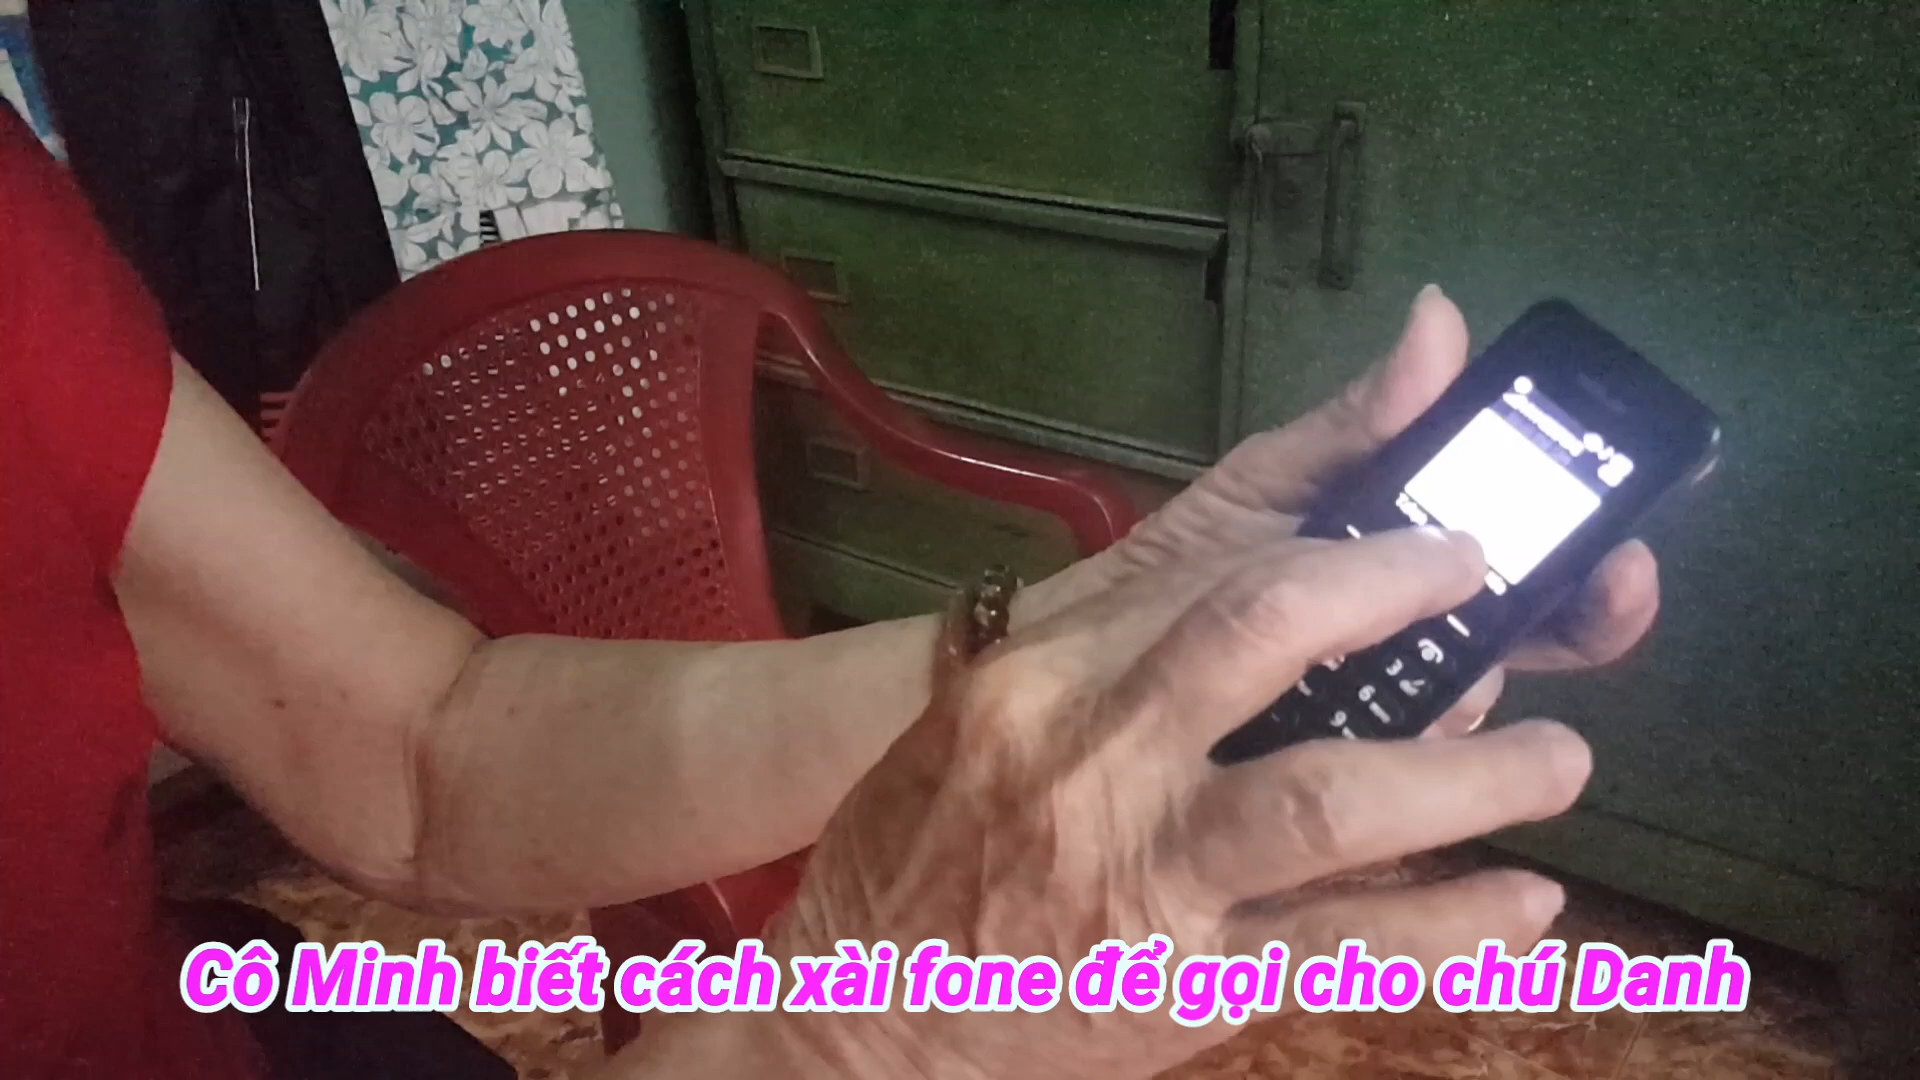 Cô Minh biết cách xài fone để gọi cho chú Danh